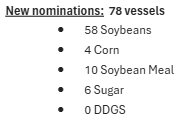 New nominations: 78 vessels
• 58 Soybeans
• 4 Corn
• 10 Soybean Meal
• 6 Sugar
• 0 DDGS